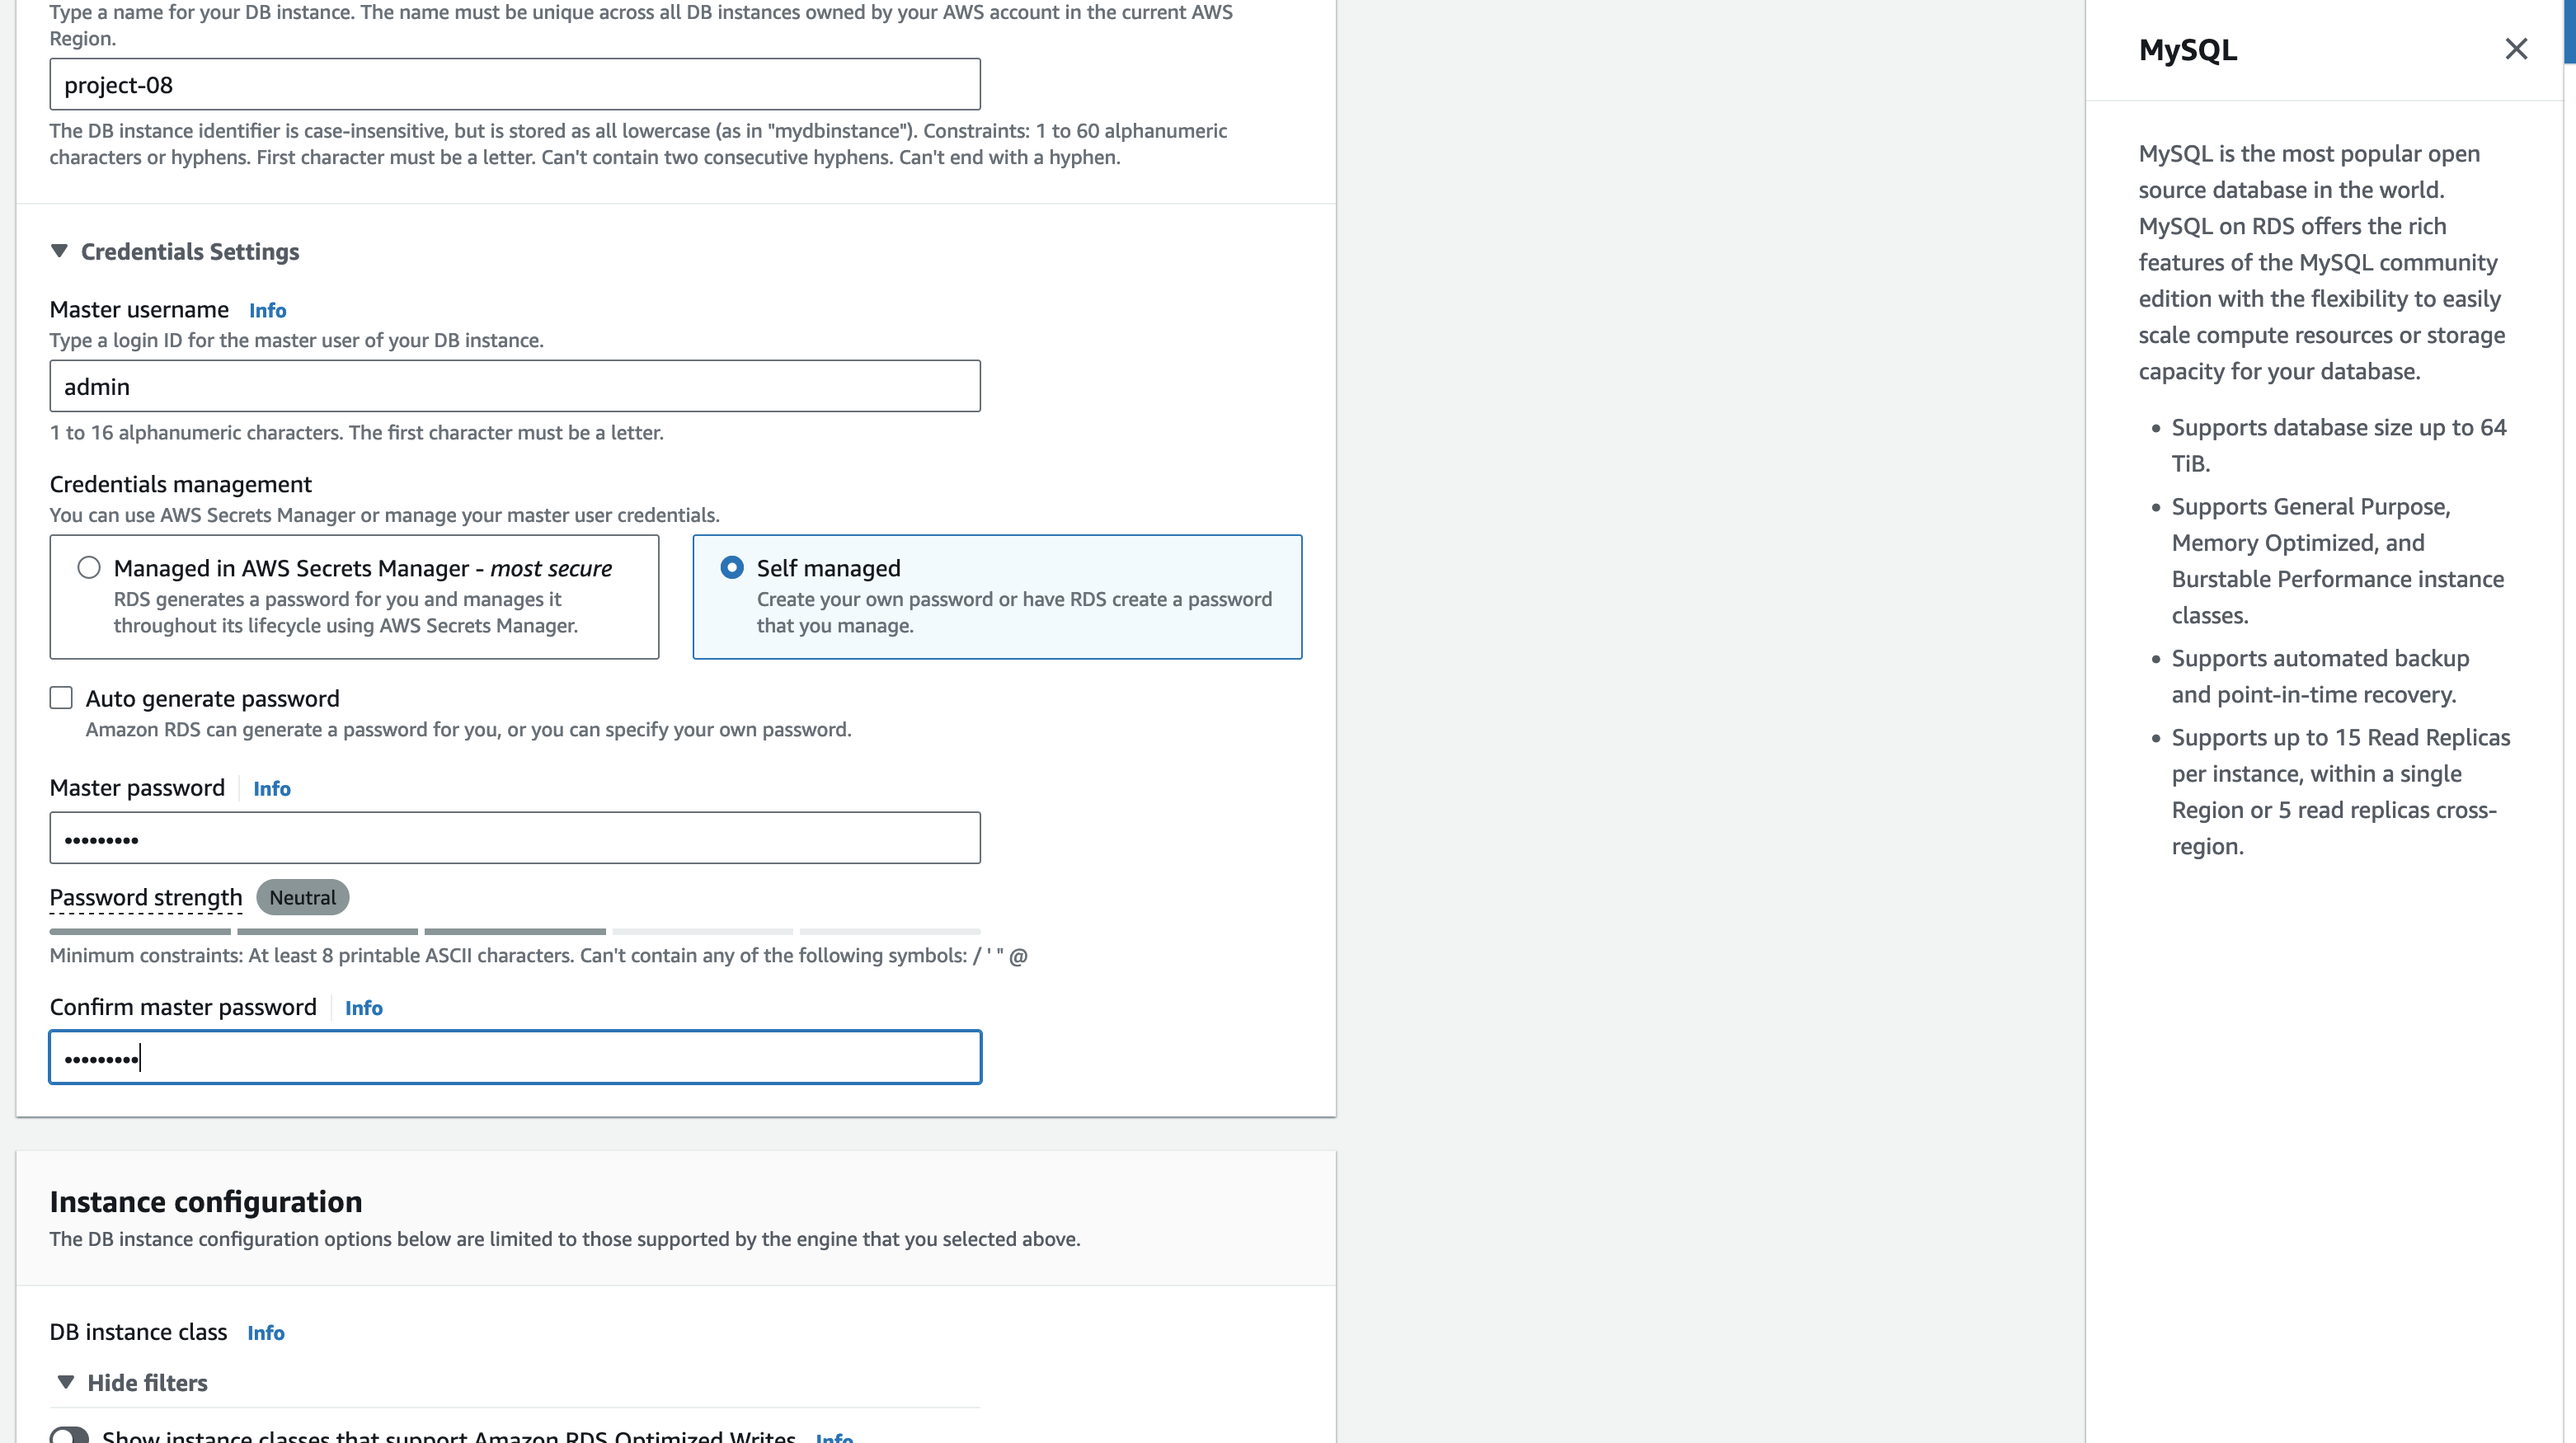 Type a name for your DB instance. The name must be unique across all DB instances owned by your AWS account in the current AWS
Region.
project-08
The DB instance identifier is case-insensitive, but is stored as all lowercase (as in "mydbinstance"). Constraints: 1 to 60 alphanumeric
characters or hyphens. First character must be a letter. Can't contain two consecutive hyphens. Can't end with a hyphen.
Credentials Settings
Master username Info
Type a login ID for the master user of your DB instance.
admin
1 to 16 alphanumeric characters. The first character must be a letter.
Credentials management
You can use AWS Secrets Manager or manage your master user credentials.
Managed in AWS Secrets Manager - most secure
RDS generates a password for you and manages it
throughout its lifecycle using AWS Secrets Manager.
Self managed
Create your own password or have RDS create a password
that you manage.
Auto generate password
Amazon RDS can generate a password for you, or you can specify your own password.
Master password Info
•••••••••
Password strength Neutral
Minimum constraints: At least 8 printable ASCII characters. Can't contain any of the following symbols: / ' " @
Confirm master password Info
•••••••••
Instance configuration
The DB instance configuration options below are limited to those supported by the engine that you selected above.
DB instance class Info
Hide filters
Show instance classes that support Amazon RDS Optimized Writes Info
MySQL
MySQL is the most popular open
source database in the world.
MySQL on RDS offers the rich
features of the MySQL community
edition with the flexibility to easily
scale compute resources or storage
capacity for your database.
• Supports database size up to 64
TiB.
• Supports General Purpose,
Memory Optimized, and
Burstable Performance instance
classes.
• Supports automated backup
and point-in-time recovery.
• Supports up to 15 Read Replicas
per instance, within a single
Region or 5 read replicas cross-
region.